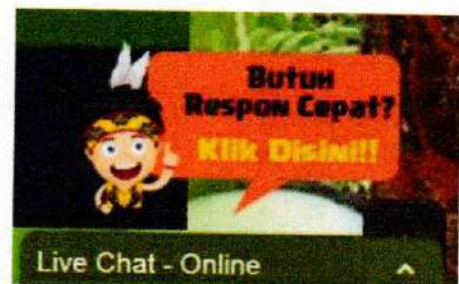 Butuh
Respon Cepat?
Klik Disini!!
Live Chat - Online